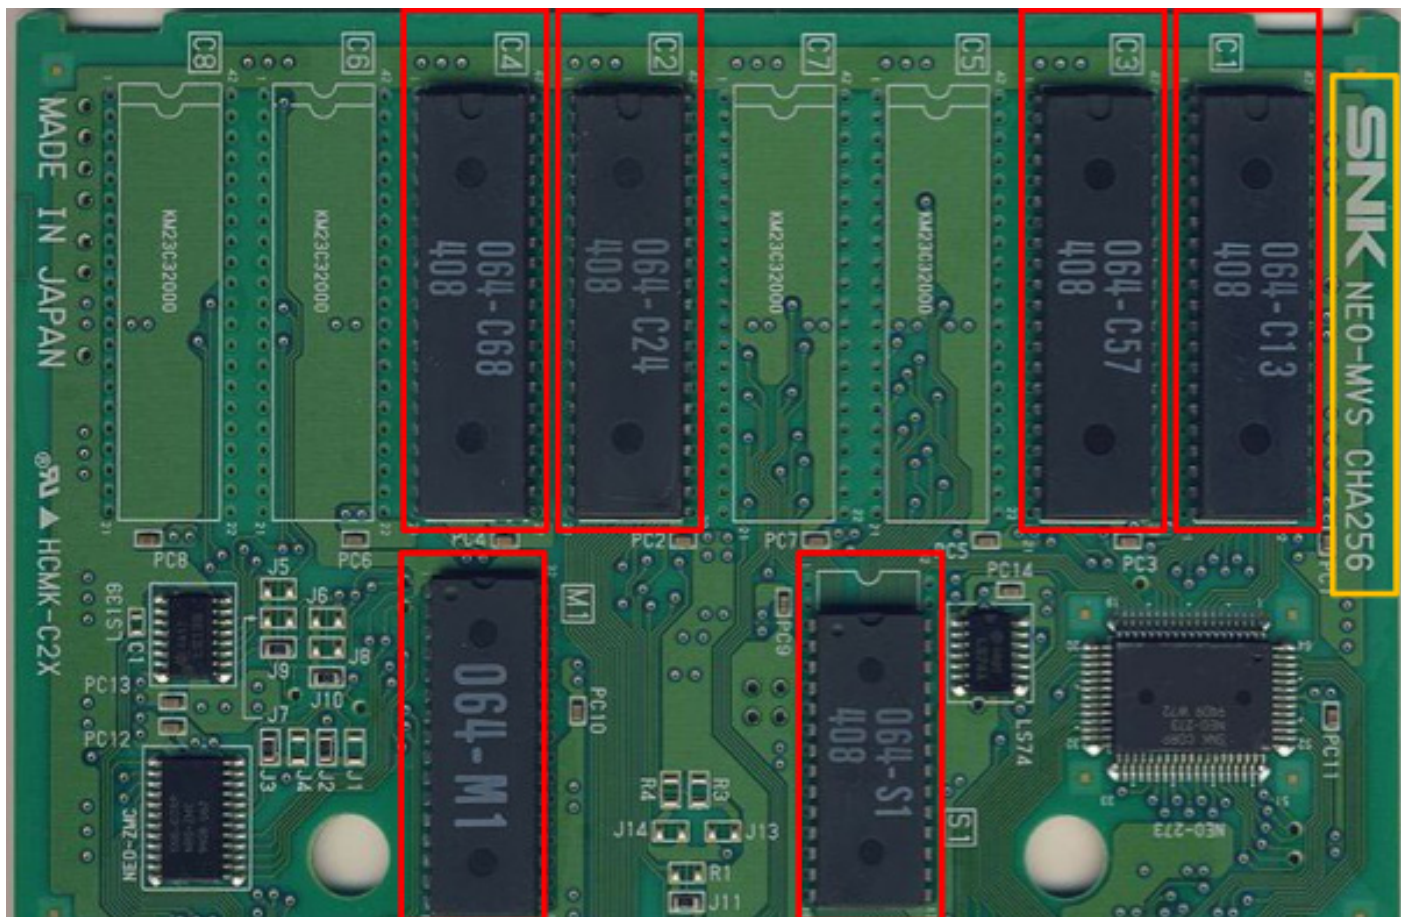 C8
C6
C4
C2
C7
C5
C3
C1
SNK NEO-MVS CHA256
MADE IN JAPAN
HCMK-C2X
KM23C32000
KM23C32000
064-C68
408
064-C24
408
KM23C32000
KM23C32000
064-C57
408
064-C13
408
PC8
PC6
PC4
PC2
PC7
PC5
PC3
PC1
PC14
LS139
J5
J6
J9
J8
J10
J7
PC13
PC12
J3
J4
J2
J1
NEO-ZMC
M1
064-M1
PC10
PC9
064-S1
408
S1
LS74
R4
R3
J14
J13
R1
J11
PC11
NEO-273